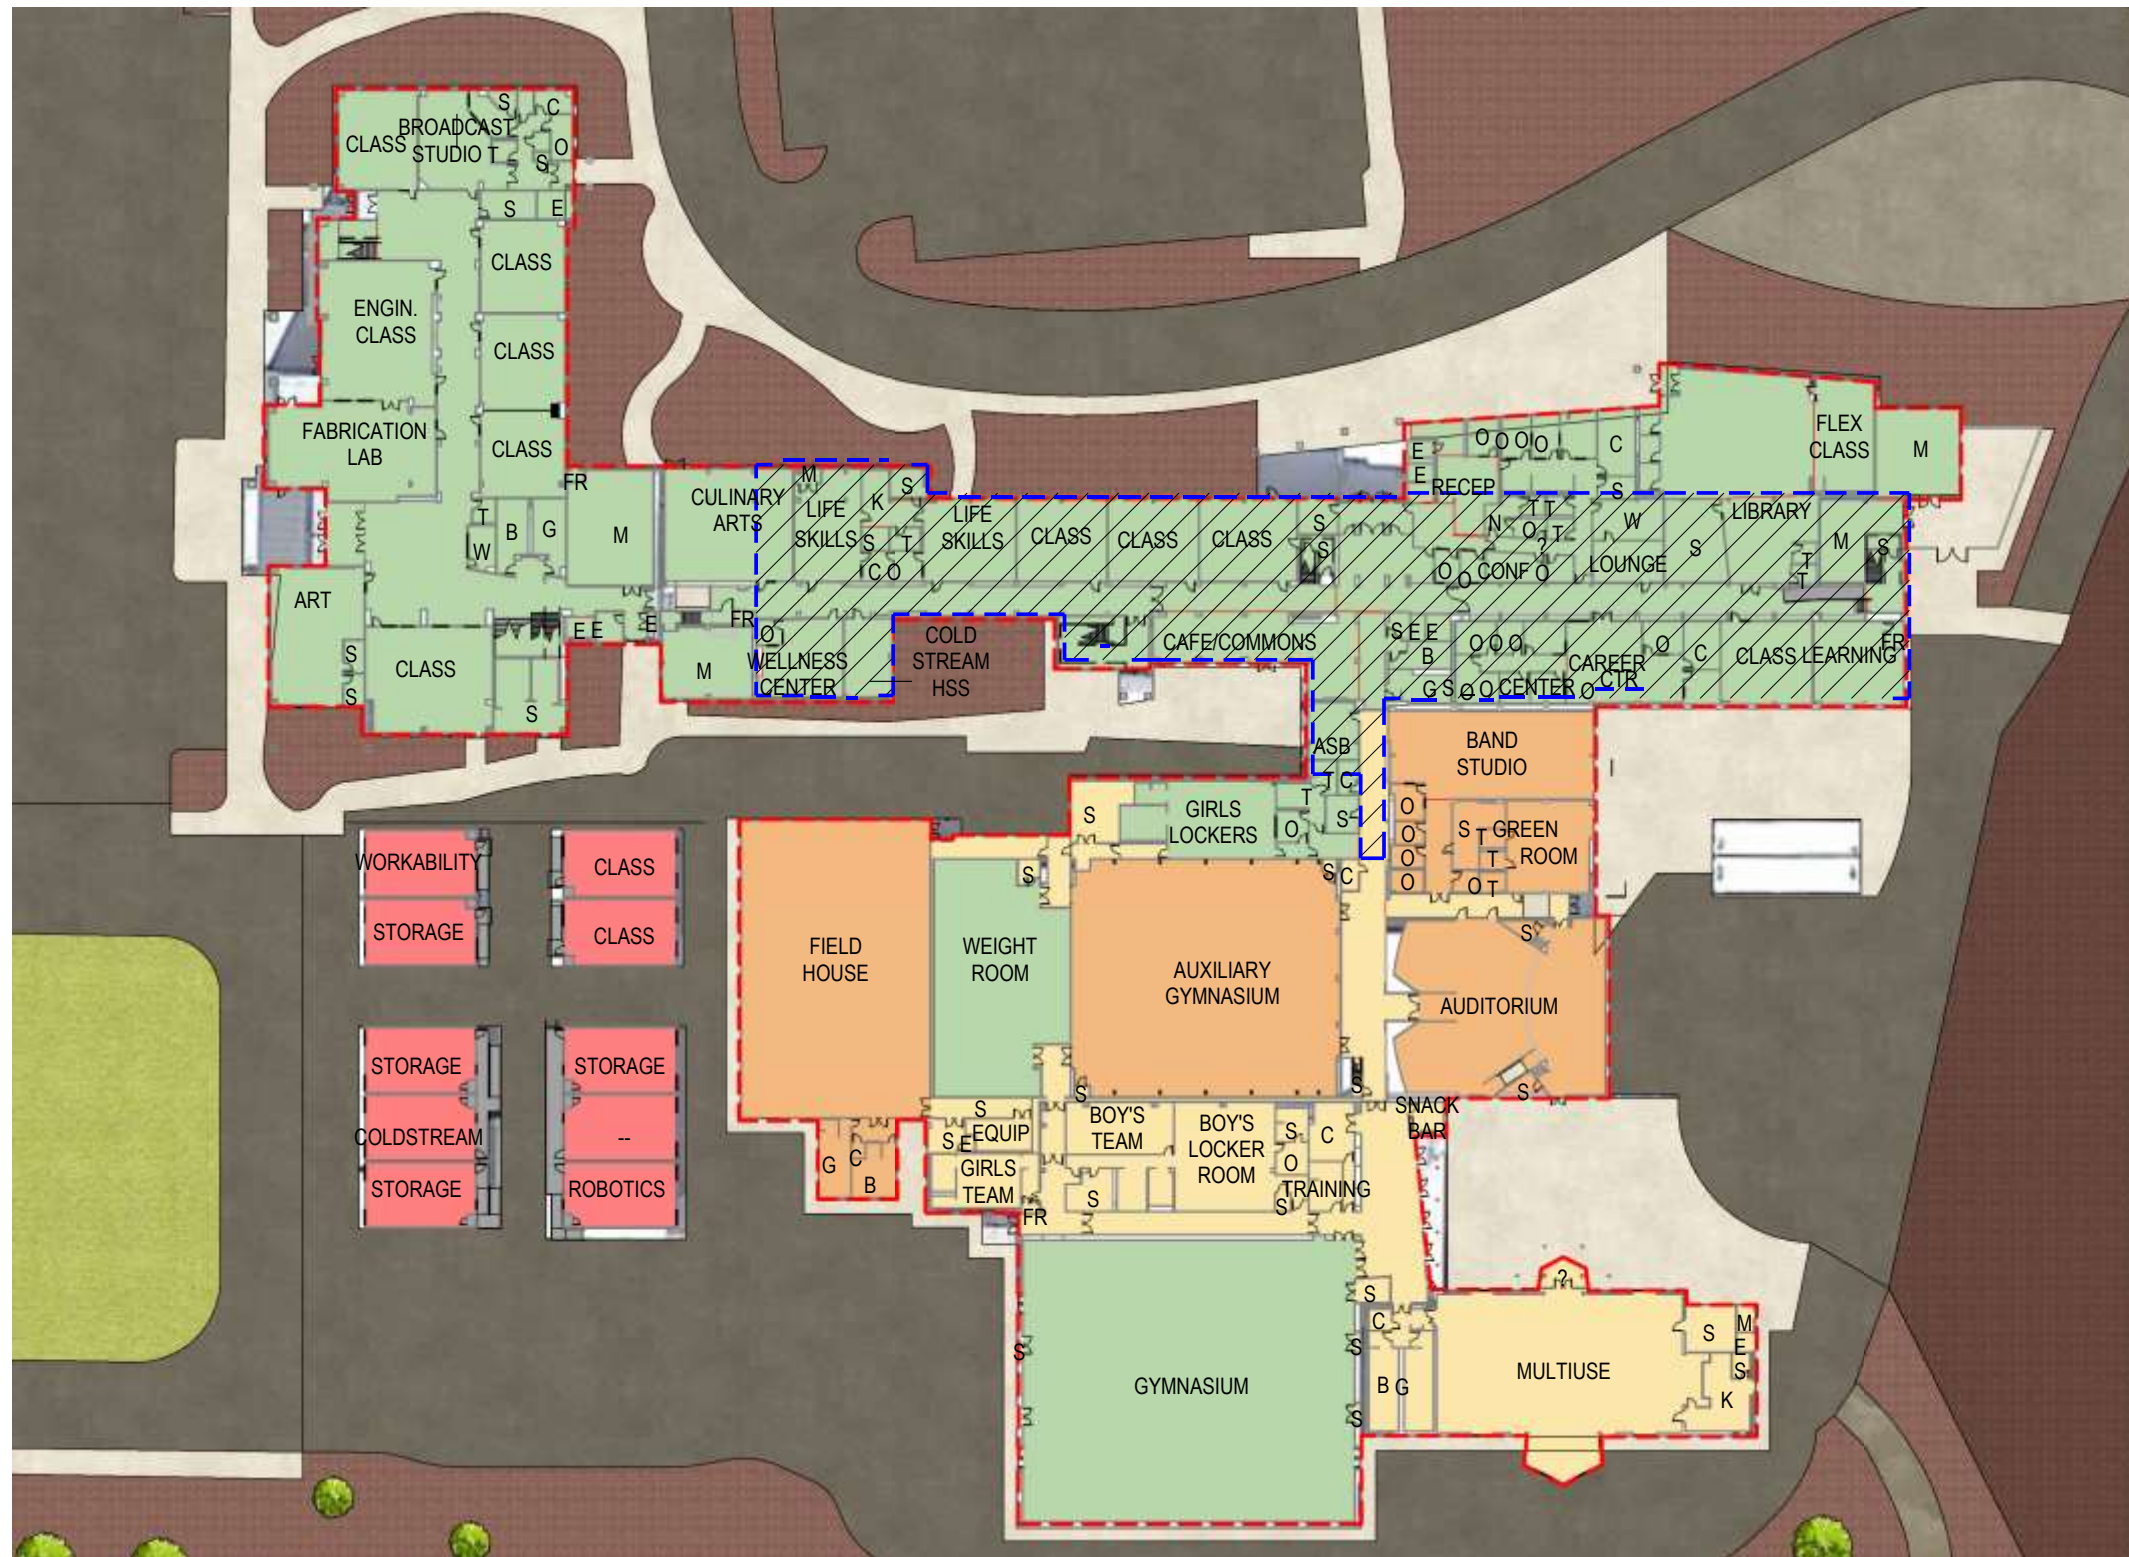 S
C
BROADCAST
CLASS
STUDIO T
O
S
S
E
CLASS
ENGIN.
CLASS
CLASS
FABRICATION
LAB
CLASS
FR
T
B
G
W
M
ART
S
S
CLASS
S
E E
E
CULINARY
ARTS
M
LIFE
SKILLS
K
S
S
T
C O
LIFE
SKILLS
CLASS
CLASS
CLASS
S
S
FR
O
WELLNESS
CENTER
M
COLD
STREAM
HSS
CAFE/COMMONS
E
E
RECEP
O
O
O
O
C
S
FLEX
CLASS
M
N
T
T
O
T
?
O
O
CONF
O
W
LOUNGE
S
LIBRARY
T
T
M
S
S E E
B
G
S
O O O
O
O
CENTER
O
CAREER
CTR
O
C
CLASS
LEARNING
FR
ASB
T
C
T
S
GIRLS
LOCKERS
O
S
BAND
STUDIO
O
O
O
O
S
T
GREEN
ROOM
T
O
T
WORKABILITY
CLASS
STORAGE
CLASS
STORAGE
STORAGE
COLDSTREAM
--
STORAGE
ROBOTICS
FIELD
HOUSE
S
WEIGHT
ROOM
S
C
AUXILIARY
GYMNASIUM
S
E
S
S
AUDITORIUM
S
SNACK
BAR
G
C
B
S
S
E
EQUIP
GIRLS
TEAM
BOY'S
TEAM
BOY'S
LOCKER
ROOM
S
O
C
TRAINING
S
S
FR
GYMNASIUM
S
S
C
S
S
B G
?
MULTIUSE
S
M
E
S
K